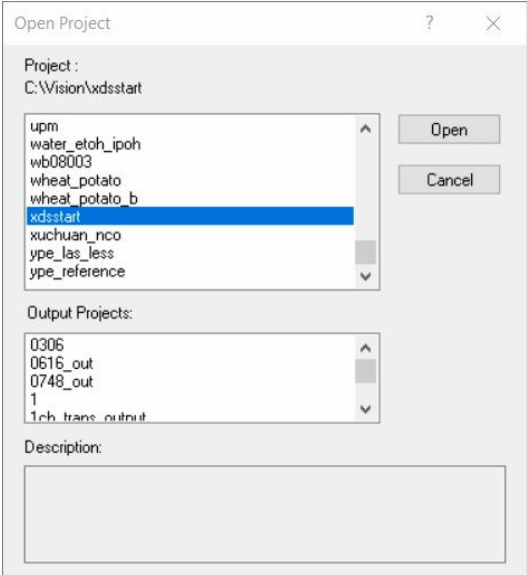 Open Project
Project :
C:\Vision\xdsstart
upm
water_etoh_ipoh
wb08003
wheat_potato
wheat_potato_b
xdsstart
xuchuan_nco
ype_las_less
ype_reference
Open
Cancel
Output Projects:
0306
0616_out
0748_out
1
1ch_trans_output
Description: